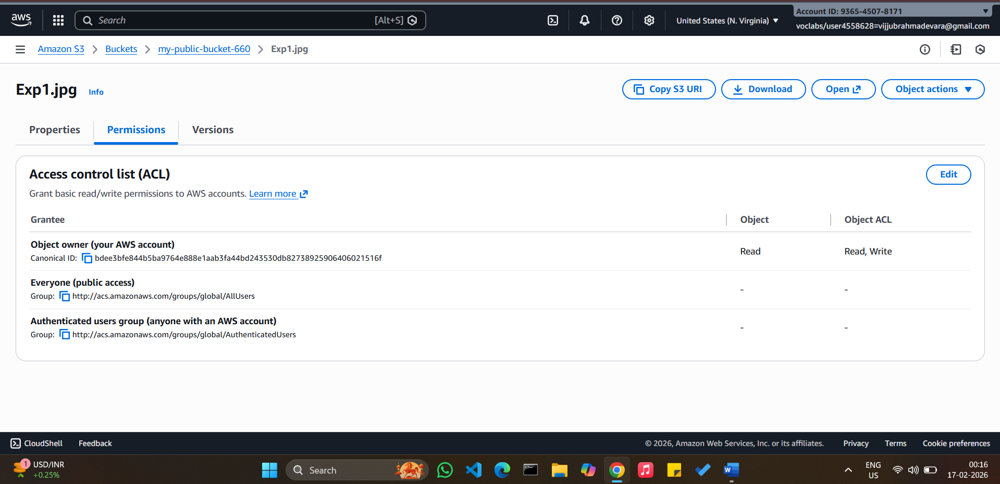 aws
Search
[Alt+S]
United States (N. Virginia)
Account ID: 9365-4507-8171
voclabs/user4558628=vijjubrahmadevara@gmail.com
Amazon S3
Buckets
my-public-bucket-660
Exp1.jpg
Exp1.jpg
Info
Copy S3 URI
Download
Open
Object actions
Properties
Permissions
Versions
Access control list (ACL)
Edit
Grant basic read/write permissions to AWS accounts. Learn more
Grantee
Object
Object ACL
Object owner (your AWS account)
Canonical ID: bdee3bfe844b5ba9764e888e1aab3fa44bd243530db82738925906406021516f
Read
Read, Write
Everyone (public access)
Group: http://acs.amazonaws.com/groups/global/AllUsers
-
-
Authenticated users group (anyone with an AWS account)
Group: http://acs.amazonaws.com/groups/global/AuthenticatedUsers
-
-
CloudShell
Feedback
© 2026, Amazon Web Services, Inc. or its affiliates.
Privacy
Terms
Cookie preferences
1
USD/INR
+0.25%
Search
W
ENG
US
00:16
17-02-2026